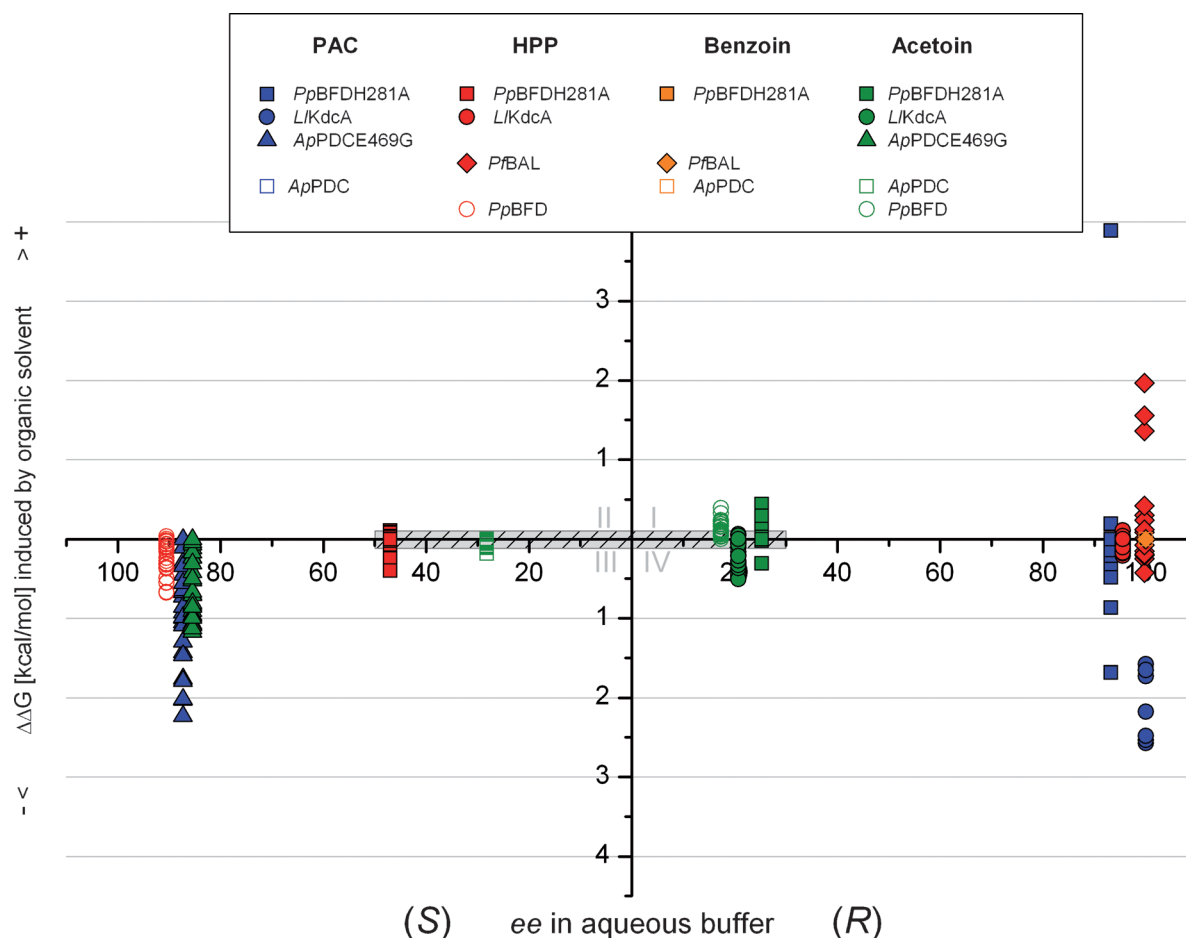 PAC HPP Benzoin Acetoin
PpBFDH281A PpBFDH281A PpBFDH281A PpBFDH281A
LlKdcA LlKdcA LlKdcA
ApPDCE469G ApPDCE469G
PfBAL PfBAL
ApPDC ApPDC ApPDC
PpBFD PpBFD
ΔΔG [kcal/mol] induced by organic solvent
> +
- <
3
2
1
II I
III IV
100 80 60 40 20 20 40 60 80 100
1
2
3
4
(S) ee in aqueous buffer (R)